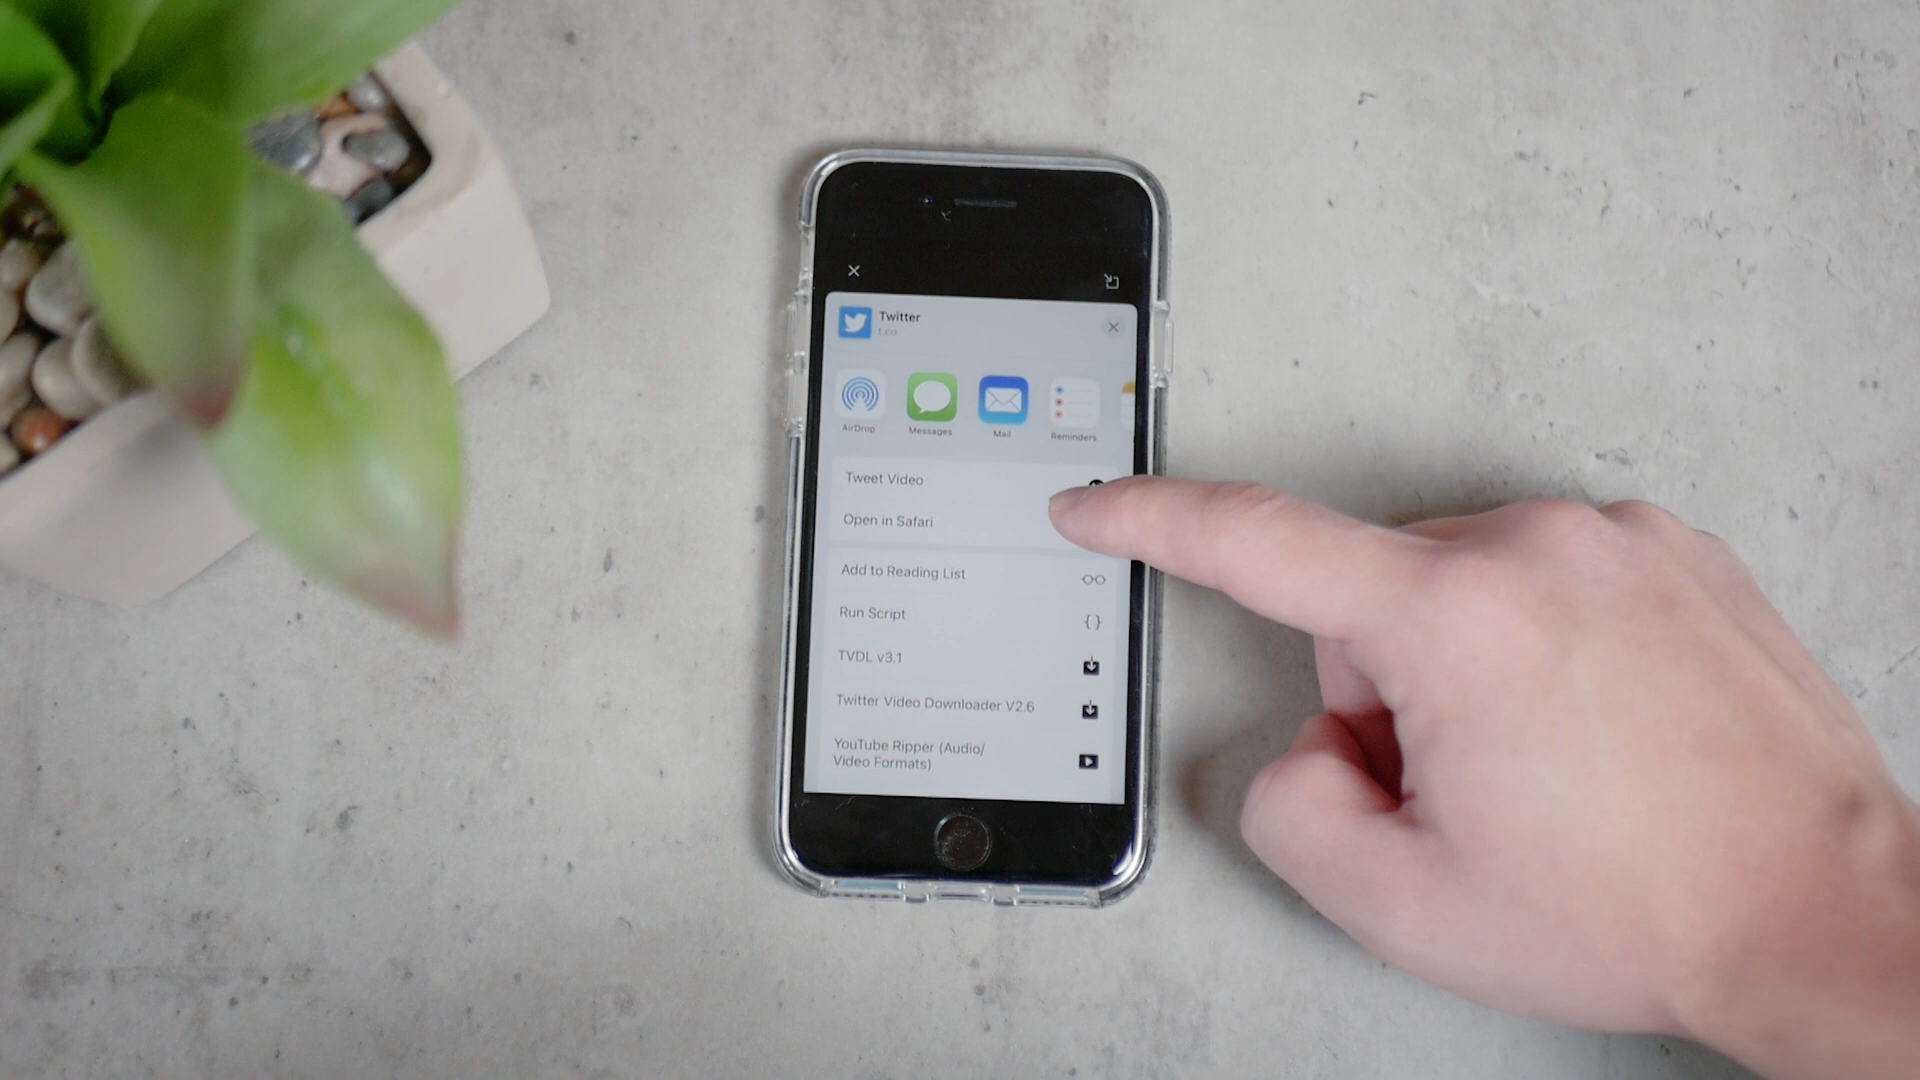 Twitter
t.co
AirDrop
Messages
Mail
Reminders
Tweet Video
Open in Safari
Add to Reading List
Run Script
TVDL v3.1
Twitter Video Downloader V2.6
YouTube Ripper (Audio/
Video Formats)